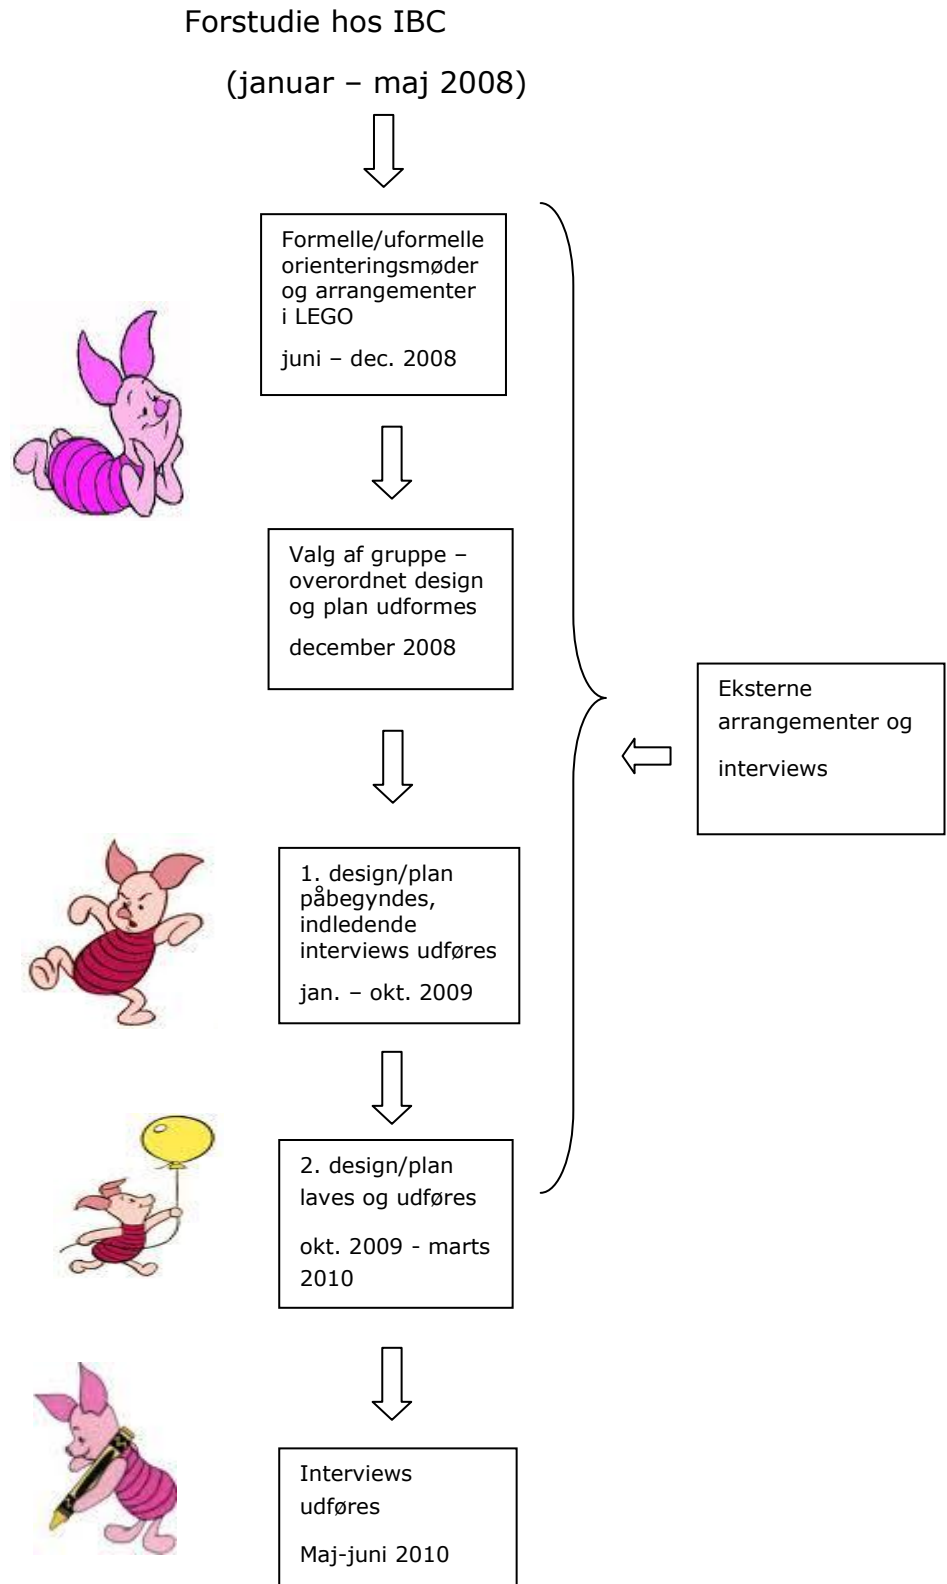 Forstudie hos IBC
(januar – maj 2008)
Formelle/uformelle
orienteringsmøder
og arrangementer
i LEGO
juni – dec. 2008
Valg af gruppe –
overordnet design
og plan udformes
december 2008
Eksterne
arrangementer og
interviews
1. design/plan
påbegyndes,
indledende
interviews udføres
jan. – okt. 2009
2. design/plan
laves og udføres
okt. 2009 - marts
2010
Interviews
udføres
Maj-juni 2010